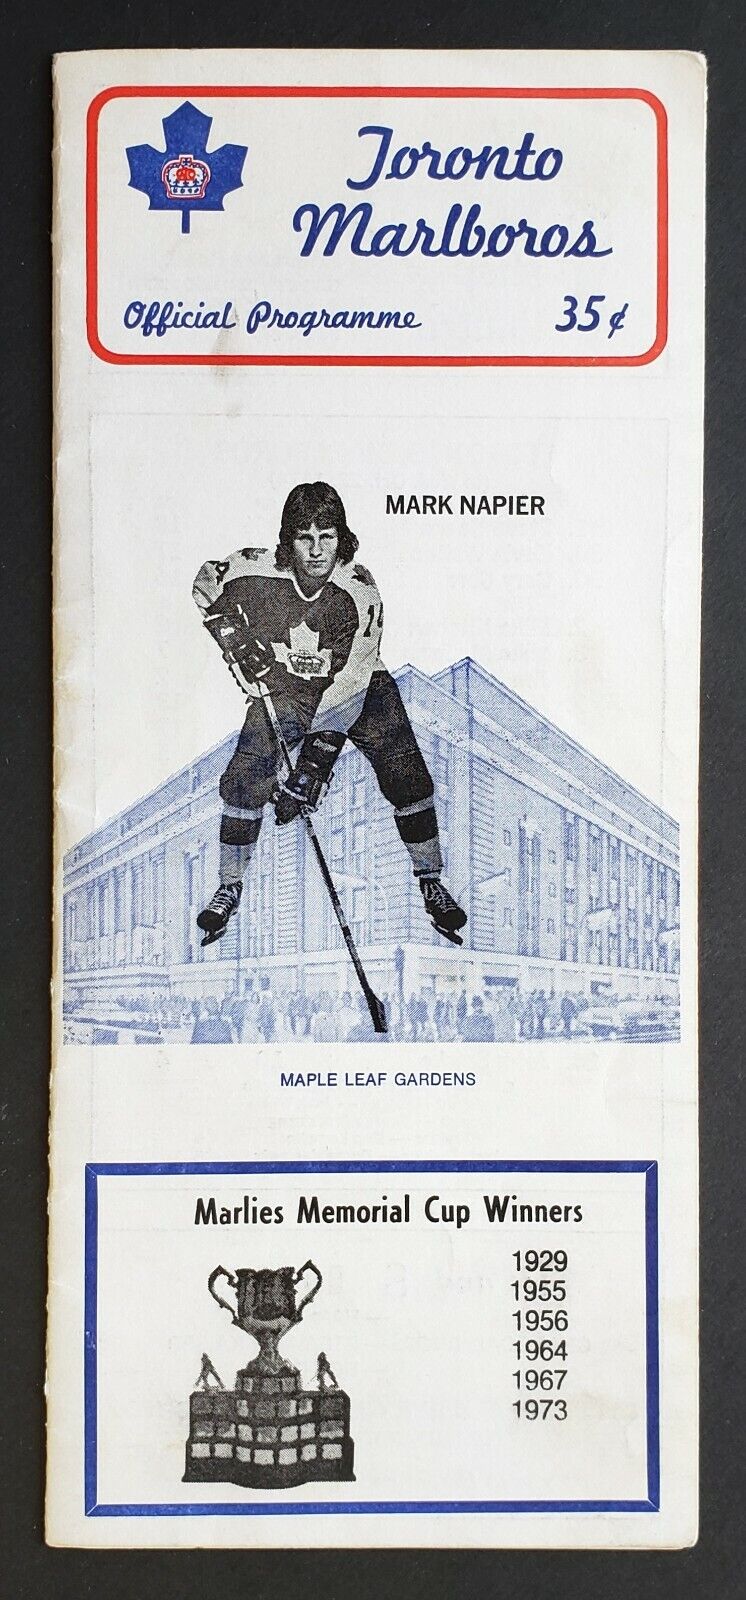 Toronto
Marlboros
Official Programme 35¢
MARK NAPIER
14
MAPLE LEAF GARDENS
Marlies Memorial Cup Winners
1929
1955
1956
1964
1967
1973